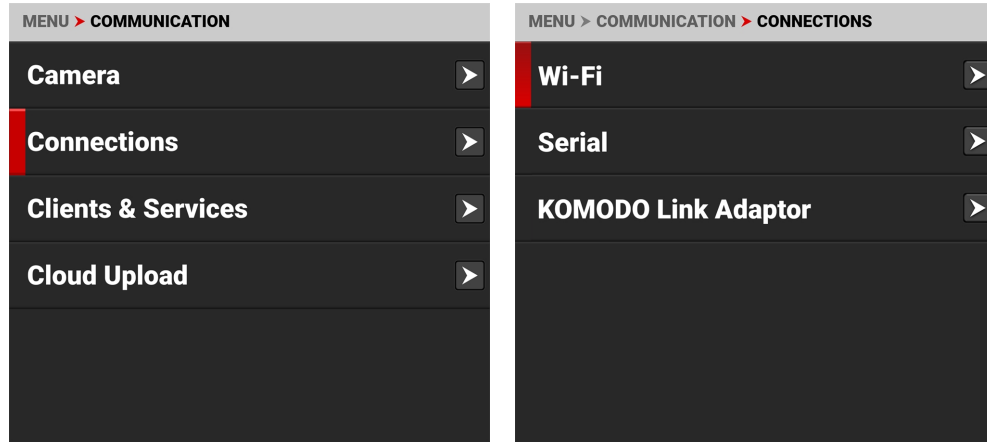 MENU > COMMUNICATION
Camera
Connections
Clients & Services
Cloud Upload
MENU > COMMUNICATION > CONNECTIONS
Wi-Fi
Serial
KOMODO Link Adaptor